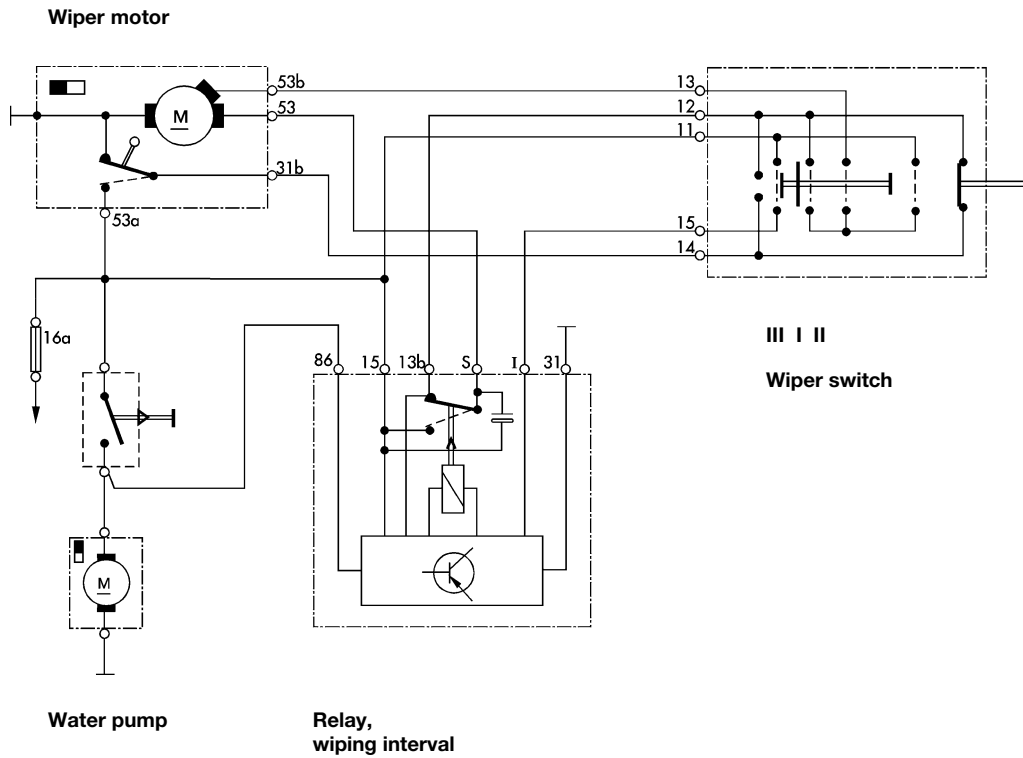 Wiper motor
53b
53
31b
53a
M
13
12
11
15
14
III I II
Wiper switch
16a
86
15
13b
S
I
31
M
Water pump
Relay,
wiping interval